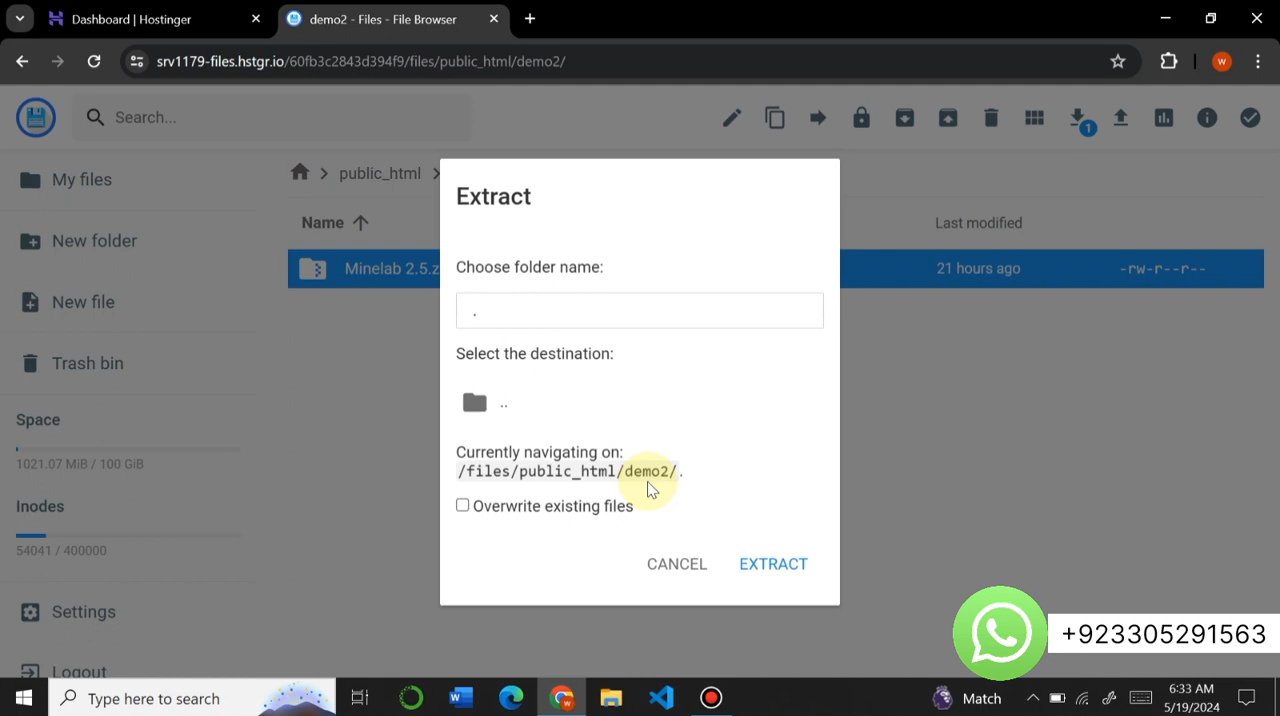 Dashboard | Hostinger
demo2 - Files - File Browser
srv1179-files.hstgr.io/60fb3c2843d394f9/files/public_html/demo2/
W
Search...
1
My files
New folder
New file
Trash bin
Space
1021.07 MiB / 100 GiB
Inodes
54041 / 400000
Settings
Logout
public_html
Name
Last modified
Minelab 2.5.z
21 hours ago
-rw-r--r--
Extract
Choose folder name:
.
Select the destination:
..
Currently navigating on:
/files/public_html/demo2/.
Overwrite existing files
CANCEL
EXTRACT
+923305291563
Type here to search
Match
6:33 AM
5/19/2024